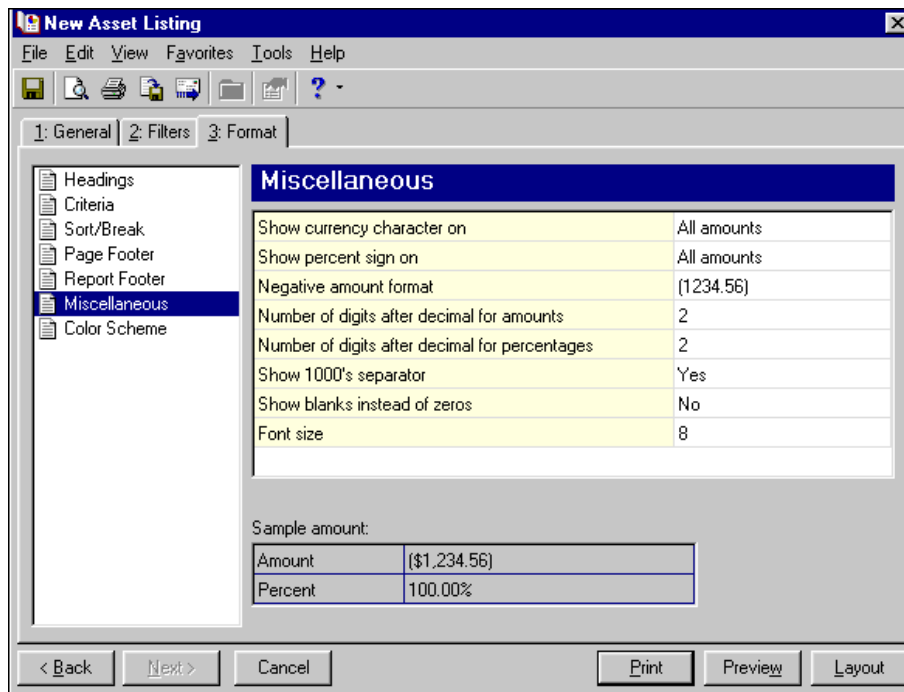 New Asset Listing
File Edit View Favorites Tools Help
?
1: General 2: Filters 3: Format
Headings
Criteria
Sort/Break
Page Footer
Report Footer
Miscellaneous
Color Scheme
Miscellaneous
Show currency character on All amounts
Show percent sign on All amounts
Negative amount format (1234.56)
Number of digits after decimal for amounts 2
Number of digits after decimal for percentages 2
Show 1000's separator Yes
Show blanks instead of zeros No
Font size 8
Sample amount:
Amount ($1,234.56)
Percent 100.00%
< Back Next > Cancel Print Preview Layout